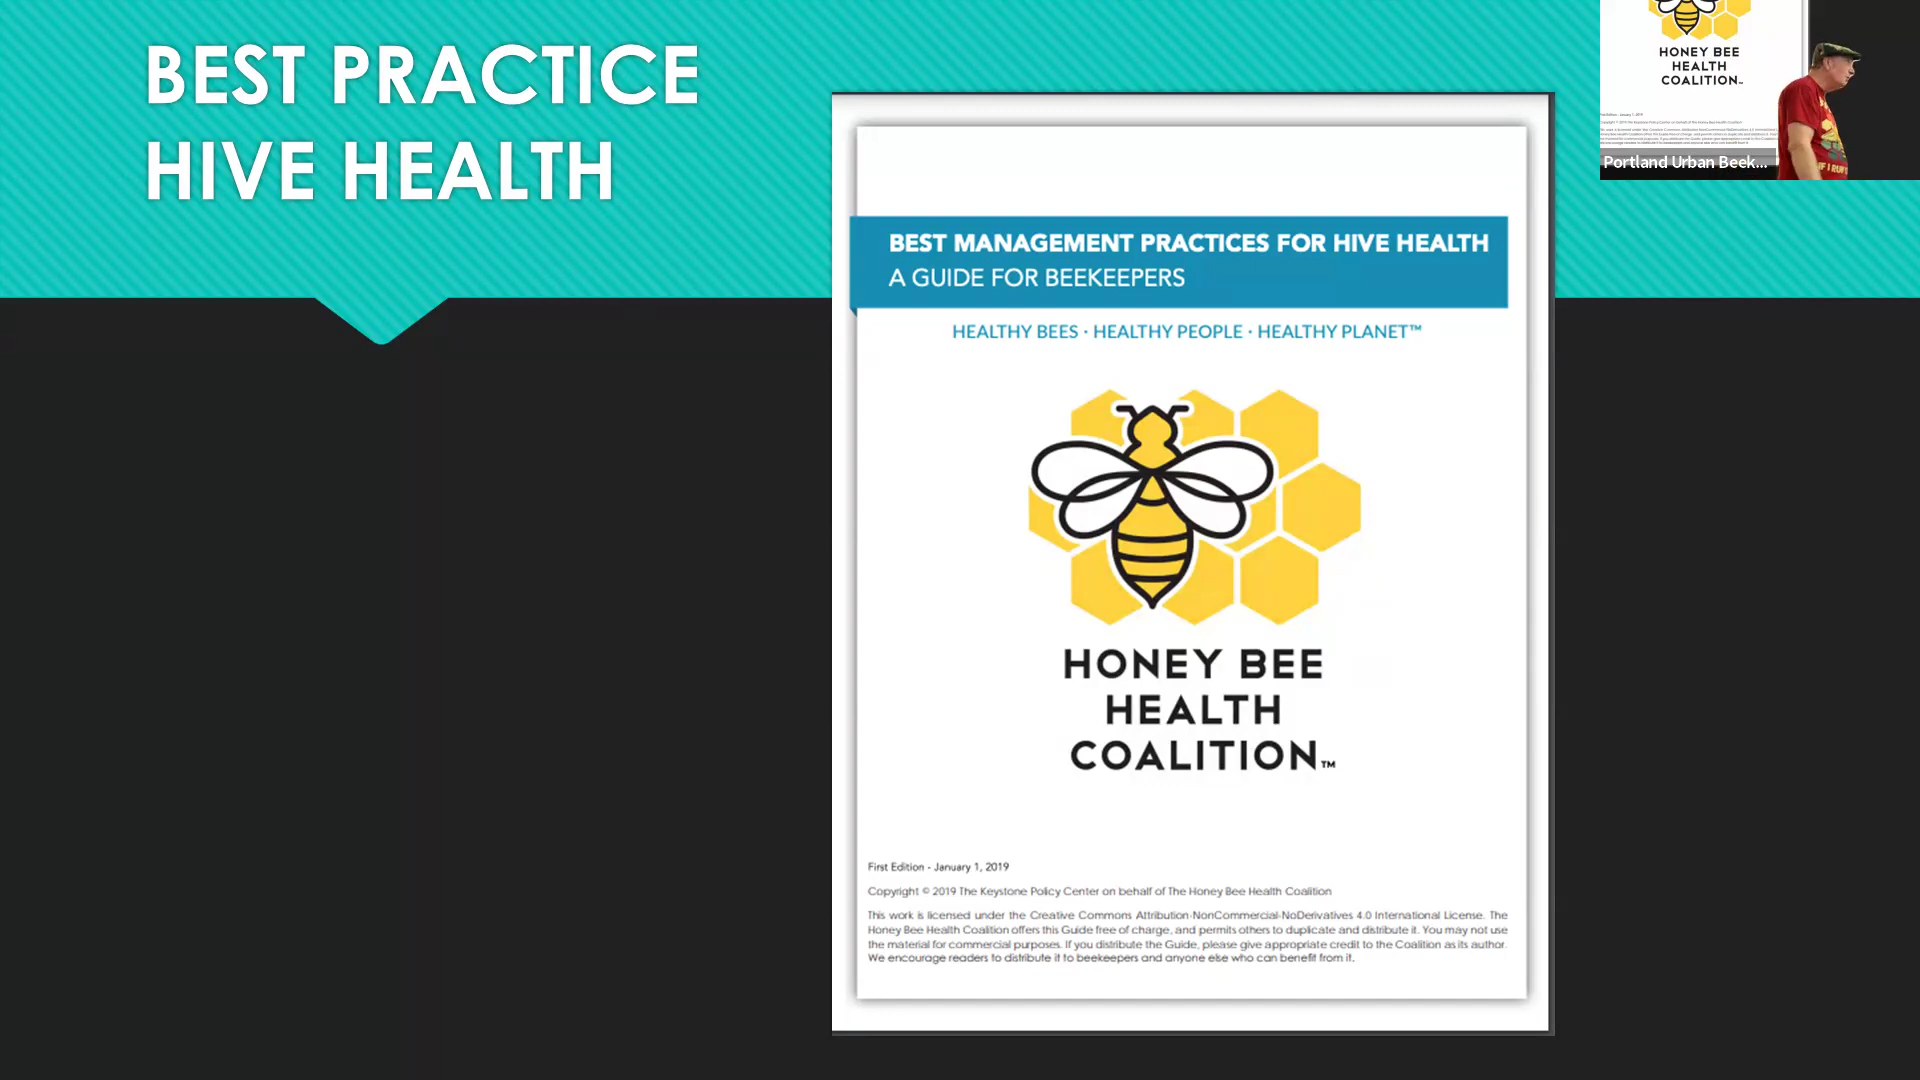 BEST PRACTICE
HIVE HEALTH
BEST MANAGEMENT PRACTICES FOR HIVE HEALTH
A GUIDE FOR BEEKEEPERS
HEALTHY BEES · HEALTHY PEOPLE · HEALTHY PLANET™
HONEY BEE
HEALTH
COALITION™
First Edition - January 1, 2019
Copyright © 2019 The Keystone Policy Center on behalf of The Honey Bee Health Coalition
This work is licensed under the Creative Commons Attribution-NonCommercial-NoDerivatives 4.0 International License. The
Honey Bee Health Coalition offers this Guide free of charge, and permits others to duplicate and distribute it. You may not use
the material for commercial purposes. If you distribute the Guide, please give appropriate credit to the Coalition as its author.
We encourage readers to distribute it to beekeepers and anyone else who can benefit from it.
HONEY BEE
HEALTH
COALITION™
Portland Urban Beek...
IF I RUN